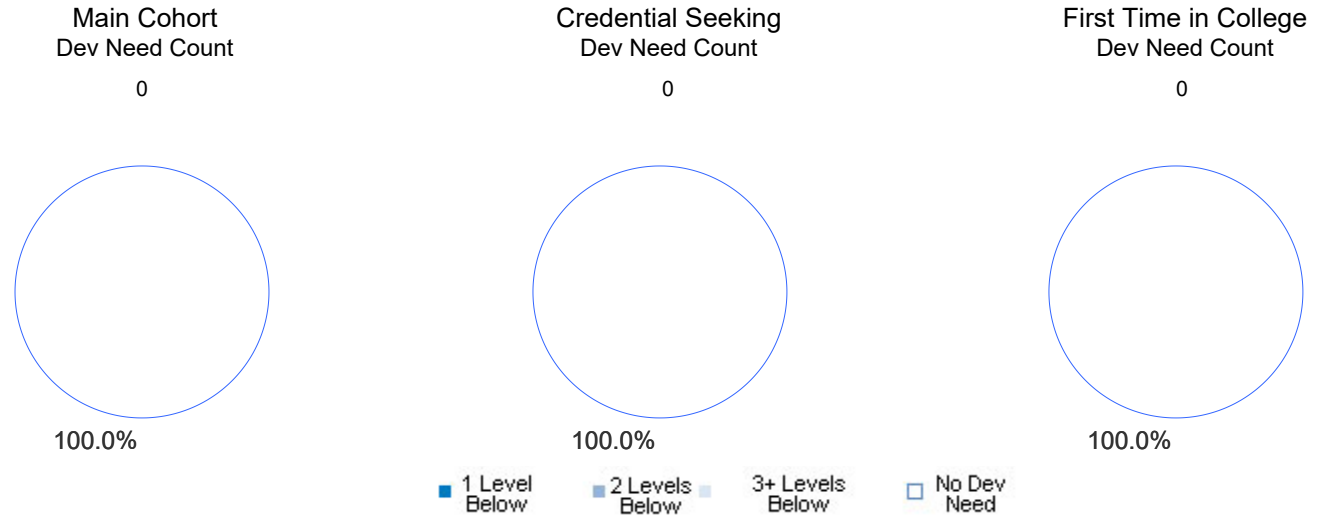 Main Cohort
Dev Need Count
0
100.0%
Credential Seeking
Dev Need Count
0
100.0%
First Time in College
Dev Need Count
0
100.0%
1 Level
Below
2 Levels
Below
3+ Levels
Below
No Dev
Need